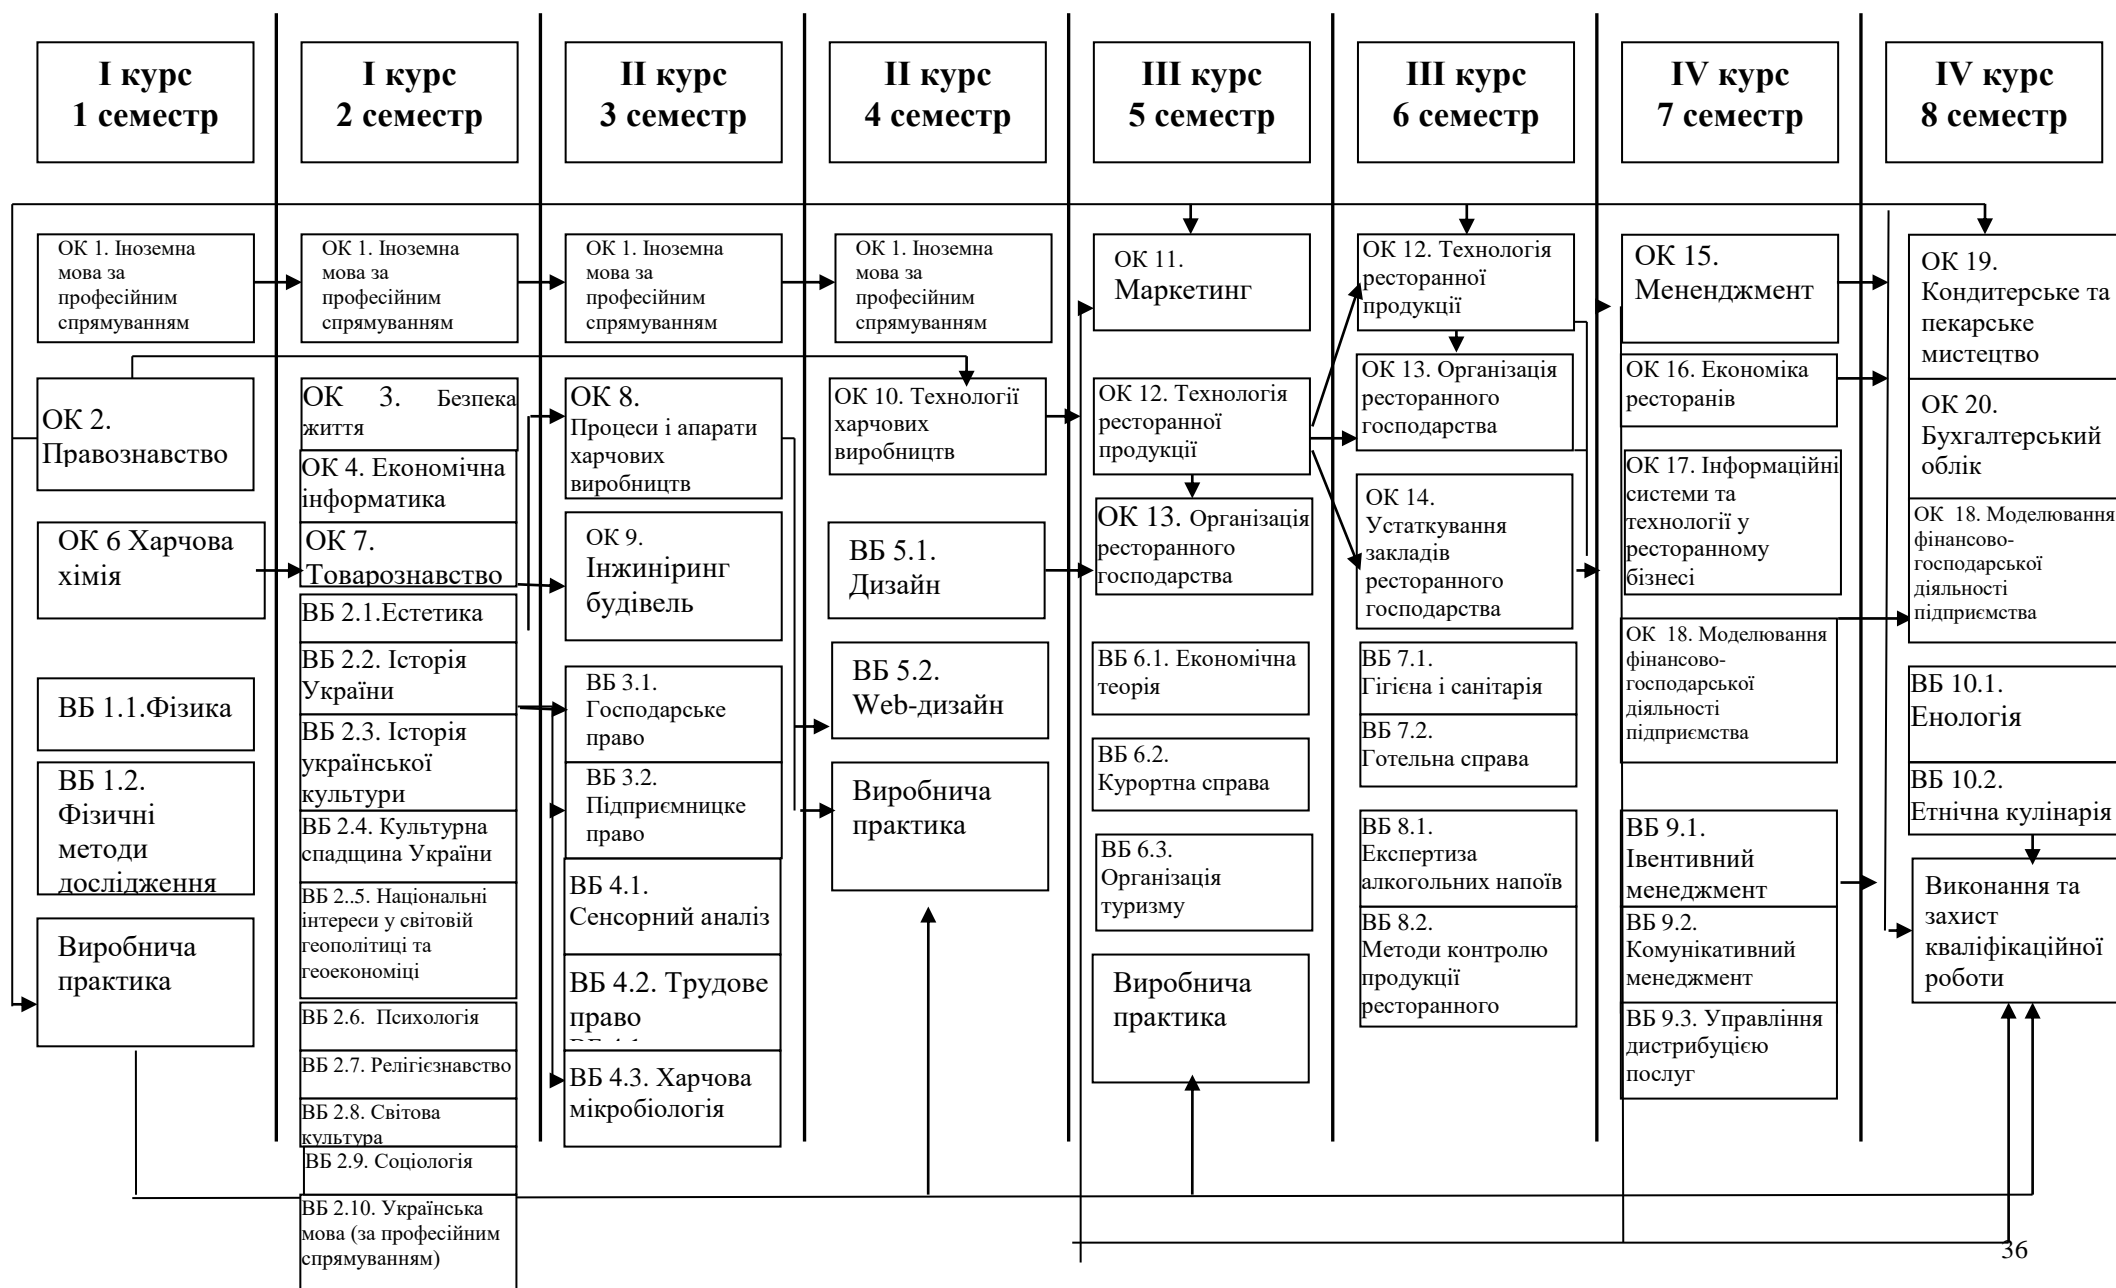 І курс
1 семестр
І курс
2 семестр
ІІ курс
3 семестр
ІІ курс
4 семестр
ІІІ курс
5 семестр
ІІІ курс
6 семестр
IV курс
7 семестр
IV курс
8 семестр
ОК 1. Іноземна
мова за
професійним
спрямуванням
ОК 2.
Правознавство
ОК 6 Харчова
хімія
ВБ 1.1.Фізика
ВБ 1.2.
Фізичні
методи
дослідження
Виробнича
практика
ОК 1. Іноземна
мова за
професійним
спрямуванням
ОК 3. Безпека
життя
ОК 4. Економічна
інформатика
ОК 7.
Товарознавство
ВБ 2.1.Естетика
ВБ 2.2. Історія
України
ВБ 2.3. Історія
української
культури
ВБ 2.4. Культурна
спадщина України
ВБ 2..5. Національні
інтереси у світовій
геополітиці та
геоекономіці
ВБ 2.6. Психологія
ВБ 2.7. Релігієзнавство
ВБ 2.8. Світова
культура
ВБ 2.9. Соціологія
ВБ 2.10. Українська
мова (за професійним
спрямуванням)
ОК 1. Іноземна
мова за
професійним
спрямуванням
ОК 8.
Процеси і апарати
харчових
виробництв
ОК 9.
Інжиніринг
будівель
ВБ 3.1.
Господарське
право
ВБ 3.2.
Підприємницке
право
ВБ 4.1.
Сенсорний аналіз
ВБ 4.2. Трудове
право
ВБ 4.3. Харчова
мікробіологія
ОК 1. Іноземна
мова за
професійним
спрямуванням
ОК 10. Технології
харчових
виробництв
ВБ 5.1.
Дизайн
ВБ 5.2.
Web-дизайн
Виробнича
практика
ОК 11.
Маркетинг
ОК 12. Технологія
ресторанної
продукції
ОК 13. Організація
ресторанного
господарства
ВБ 6.1. Економічна
теорія
ВБ 6.2.
Курортна справа
ВБ 6.3.
Організація
туризму
Виробнича
практика
ОК 12. Технологія
ресторанної
продукції
ОК 13. Організація
ресторанного
господарства
ОК 14.
Устаткування
закладів
ресторанного
господарства
ВБ 7.1.
Гігієна і санітарія
ВБ 7.2.
Готельна справа
ВБ 8.1.
Експертиза
алкогольних напоїв
ВБ 8.2.
Методи контролю
продукції
ресторанного
ОК 15.
Мененджмент
ОК 16. Економіка
ресторанів
ОК 17. Інформаційні
системи та
технології у
ресторанному
бізнесі
ОК 18. Моделювання
фінансово-
господарської
діяльності
підприємства
ВБ 9.1.
Івентивний
менеджмент
ВБ 9.2.
Комунікативний
менеджмент
ВБ 9.3. Управління
дистрибуцією
послуг
ОК 19.
Кондитерське та
пекарське
мистецтво
ОК 20.
Бухгалтерський
облік
ОК 18. Моделювання
фінансово-
господарської
діяльності
підприємства
ВБ 10.1.
Енологія
ВБ 10.2.
Етнічна кулінарія
Виконання та
захист
кваліфікаційної
роботи
36